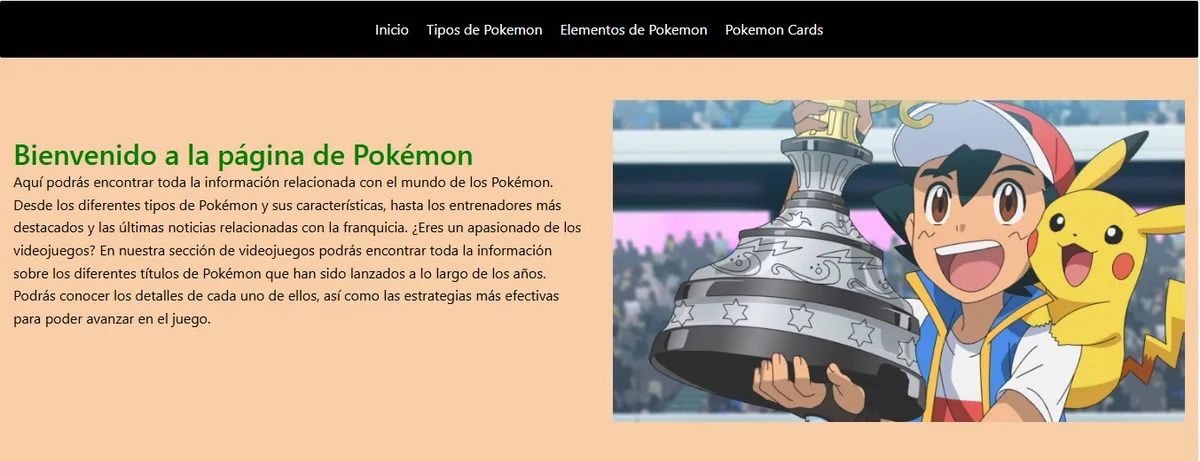 Inicio Tipos de Pokemon Elementos de Pokemon Pokemon Cards
Bienvenido a la página de Pokémon
Aquí podrás encontrar toda la información relacionada con el mundo de los Pokémon.
Desde los diferentes tipos de Pokémon y sus características, hasta los entrenadores más
destacados y las últimas noticias relacionadas con la franquicia. ¿Eres un apasionado de los
videojuegos? En nuestra sección de videojuegos podrás encontrar toda la información
sobre los diferentes títulos de Pokémon que han sido lanzados a lo largo de los años.
Podrás conocer los detalles de cada uno de ellos, así como las estrategias más efectivas
para poder avanzar en el juego.